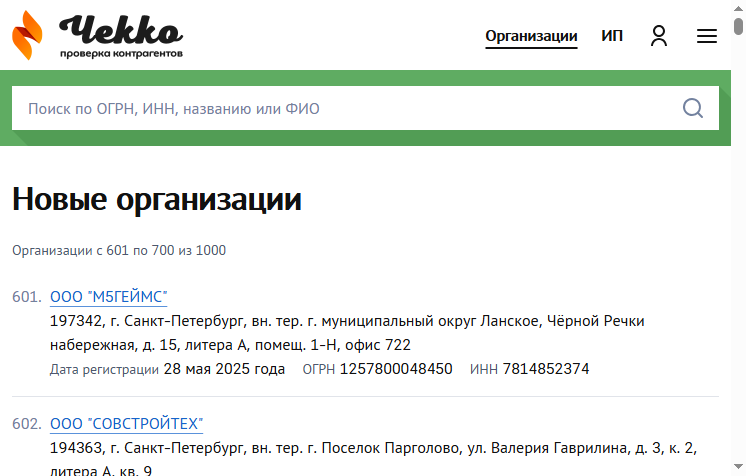 Чекко
проверка контрагентов
Организации ИП
Поиск по ОГРН, ИНН, названию или ФИО
Новые организации
Организации с 601 по 700 из 1000
601. ООО "М5ГЕЙМС"
197342, г. Санкт-Петербург, вн. тер. г. муниципальный округ Ланское, Чёрной Речки
набережная, д. 15, литера А, помещ. 1-Н, офис 722
Дата регистрации 28 мая 2025 года ОГРН 1257800048450 ИНН 7814852374
602. ООО "СОВСТРОЙТЕХ"
194363, г. Санкт-Петербург, вн. тер. г. Поселок Парголово, ул. Валерия Гаврилина, д. 3, к. 2,
литера А, кв. 9